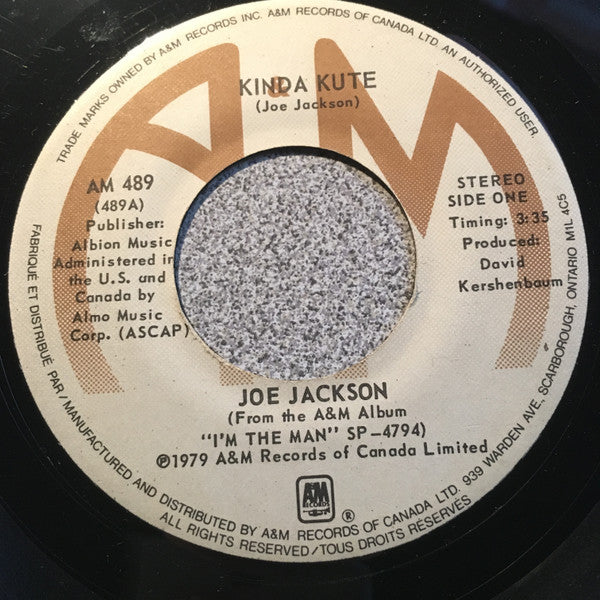 TRADE MARKS OWNED BY A&M RECORDS INC. A&M RECORDS OF CANADA LTD. AN AUTHORIZED USER.
KINDA KUTE
(Joe Jackson)
AM 489
(489A)
Publisher:
Albion Music
Administered in
the U.S. and
Canada by
Almo Music
Corp. (ASCAP)
STEREO
SIDE ONE
Timing: 3:35
Produced:
David
Kershenbaum
JOE JACKSON
(From the A&M Album
"I'M THE MAN" SP-4794)
℗1979 A&M Records of Canada Limited
A&M
RECORDS
®
FABRIQUÉ ET DISTRIBUÉ PAR/MANUFACTURED AND DISTRIBUTED BY A&M RECORDS OF CANADA LTD. 939 WARDEN AVE., SCARBOROUGH, ONTARIO M1L 4C5
ALL RIGHTS RESERVED/TOUS DROITS RESERVÉS